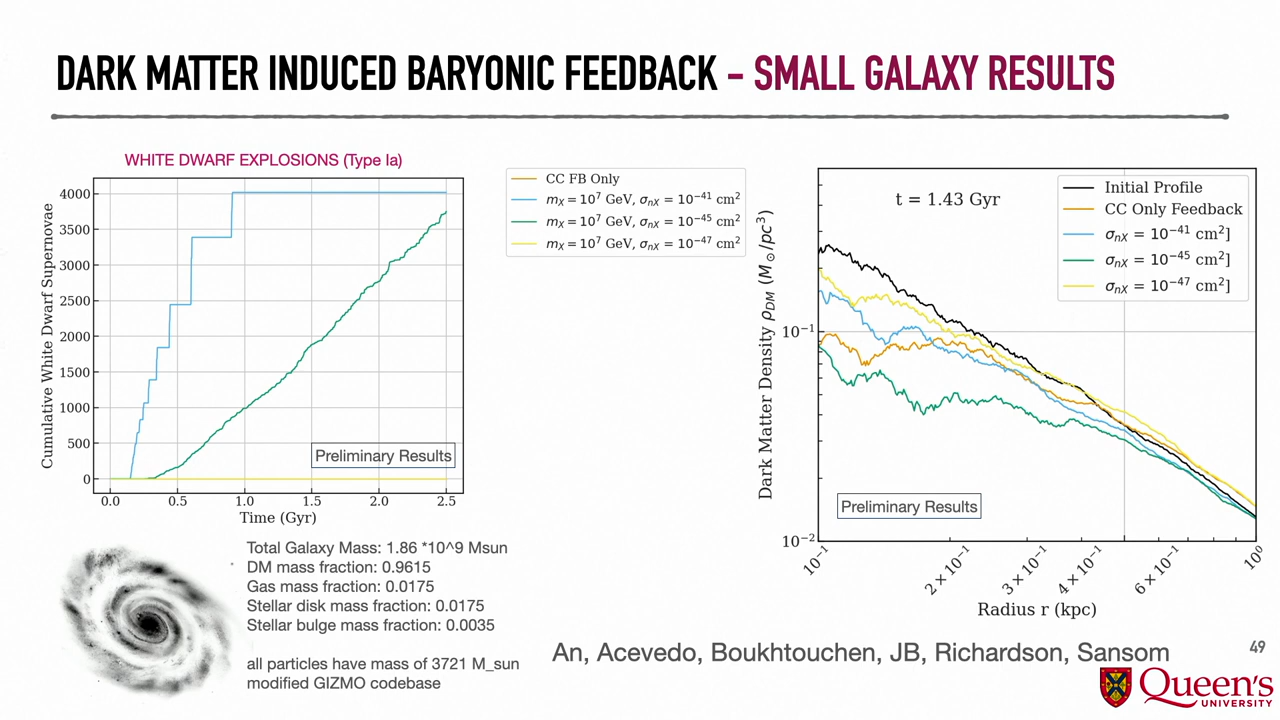 DARK MATTER INDUCED BARYONIC FEEDBACK – SMALL GALAXY RESULTS
WHITE DWARF EXPLOSIONS (Type Ia)
Cumulative White Dwarf Supernovae
4000
3500
3000
2500
2000
1500
1000
500
0
Preliminary Results
0.0 0.5 1.0 1.5 2.0 2.5
Time (Gyr)
CC FB Only
m_X = 10^7 GeV, σ_nX = 10^−41 cm^2
m_X = 10^7 GeV, σ_nX = 10^−45 cm^2
m_X = 10^7 GeV, σ_nX = 10^−47 cm^2
Dark Matter Density ρ_DM (M_⊙/pc^3)
t = 1.43 Gyr
Initial Profile
CC Only Feedback
σ_nX = 10^−41 cm^2]
σ_nX = 10^−45 cm^2]
σ_nX = 10^−47 cm^2]
10^−1
10^−2
Preliminary Results
10^−1 2 × 10^−1 3 × 10^−1 4 × 10^−1 6 × 10^−1 10^0
Radius r (kpc)
Total Galaxy Mass: 1.86 *10^9 Msun
DM mass fraction: 0.9615
Gas mass fraction: 0.0175
Stellar disk mass fraction: 0.0175
Stellar bulge mass fraction: 0.0035
all particles have mass of 3721 M_sun
modified GIZMO codebase
An, Acevedo, Boukhtouchen, JB, Richardson, Sansom
49
Queen's
UNIVERSITY